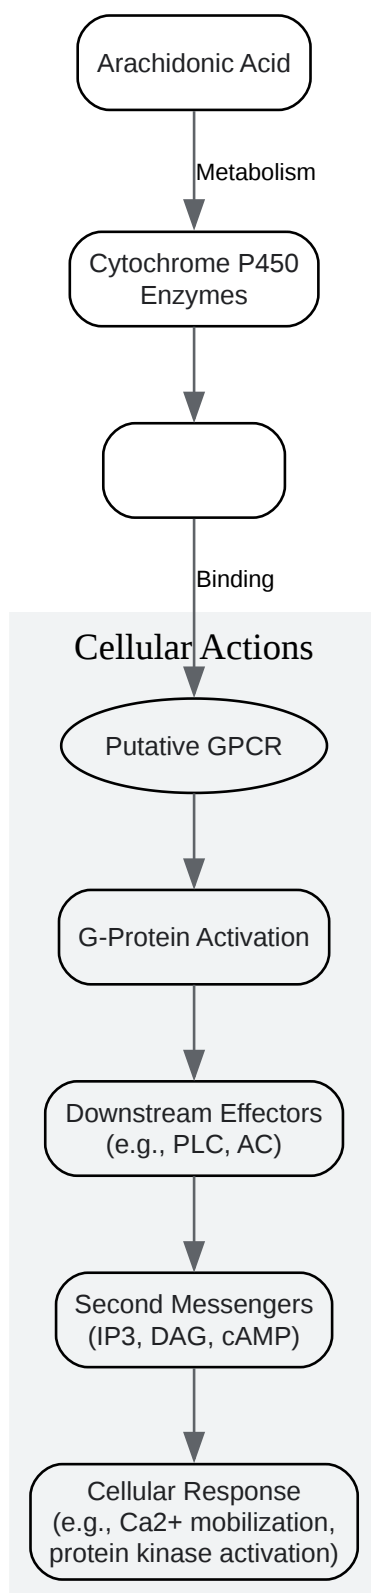 Arachidonic Acid
Metabolism
Cytochrome P450
Enzymes
Binding
Cellular Actions
Putative GPCR
G-Protein Activation
Downstream Effectors
(e.g., PLC, AC)
Second Messengers
(IP3, DAG, cAMP)
Cellular Response
(e.g., Ca2+ mobilization,
protein kinase activation)